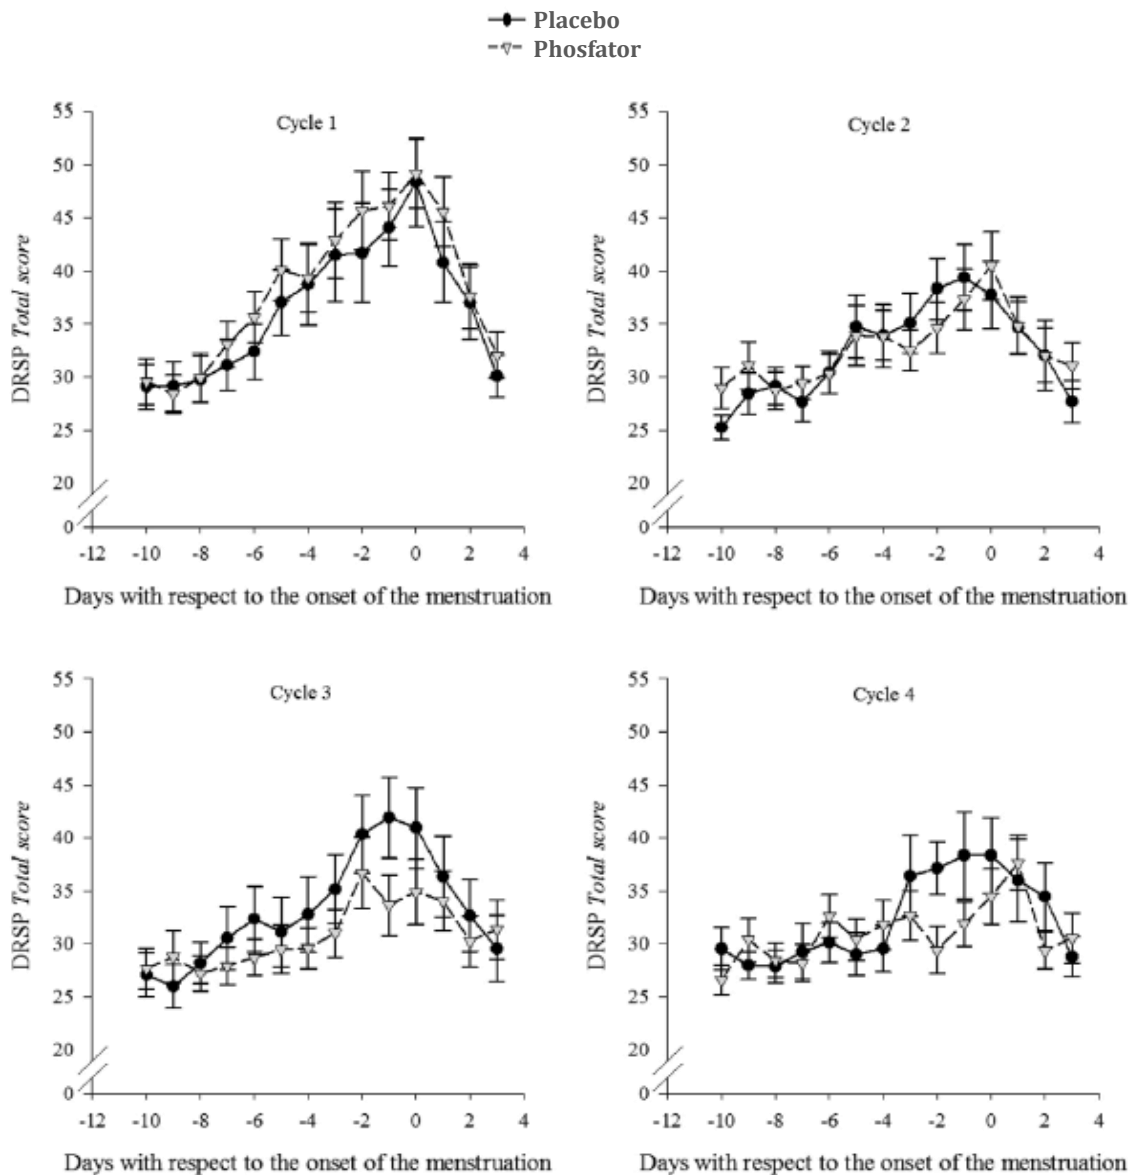 Placebo
Phosfator
Cycle 1
55
50
45
40
35
30
25
20
0
DRSP Total score
-12 -10 -8 -6 -4 -2 0 2 4
Days with respect to the onset of the menstruation
Cycle 2
55
50
45
40
35
30
25
20
0
DRSP Total score
-12 -10 -8 -6 -4 -2 0 2 4
Days with respect to the onset of the menstruation
Cycle 3
55
50
45
40
35
30
25
20
0
DRSP Total score
-12 -10 -8 -6 -4 -2 0 2 4
Days with respect to the onset of the menstruation
Cycle 4
55
50
45
40
35
30
25
20
0
DRSP Total score
-12 -10 -8 -6 -4 -2 0 2 4
Days with respect to the onset of the menstruation